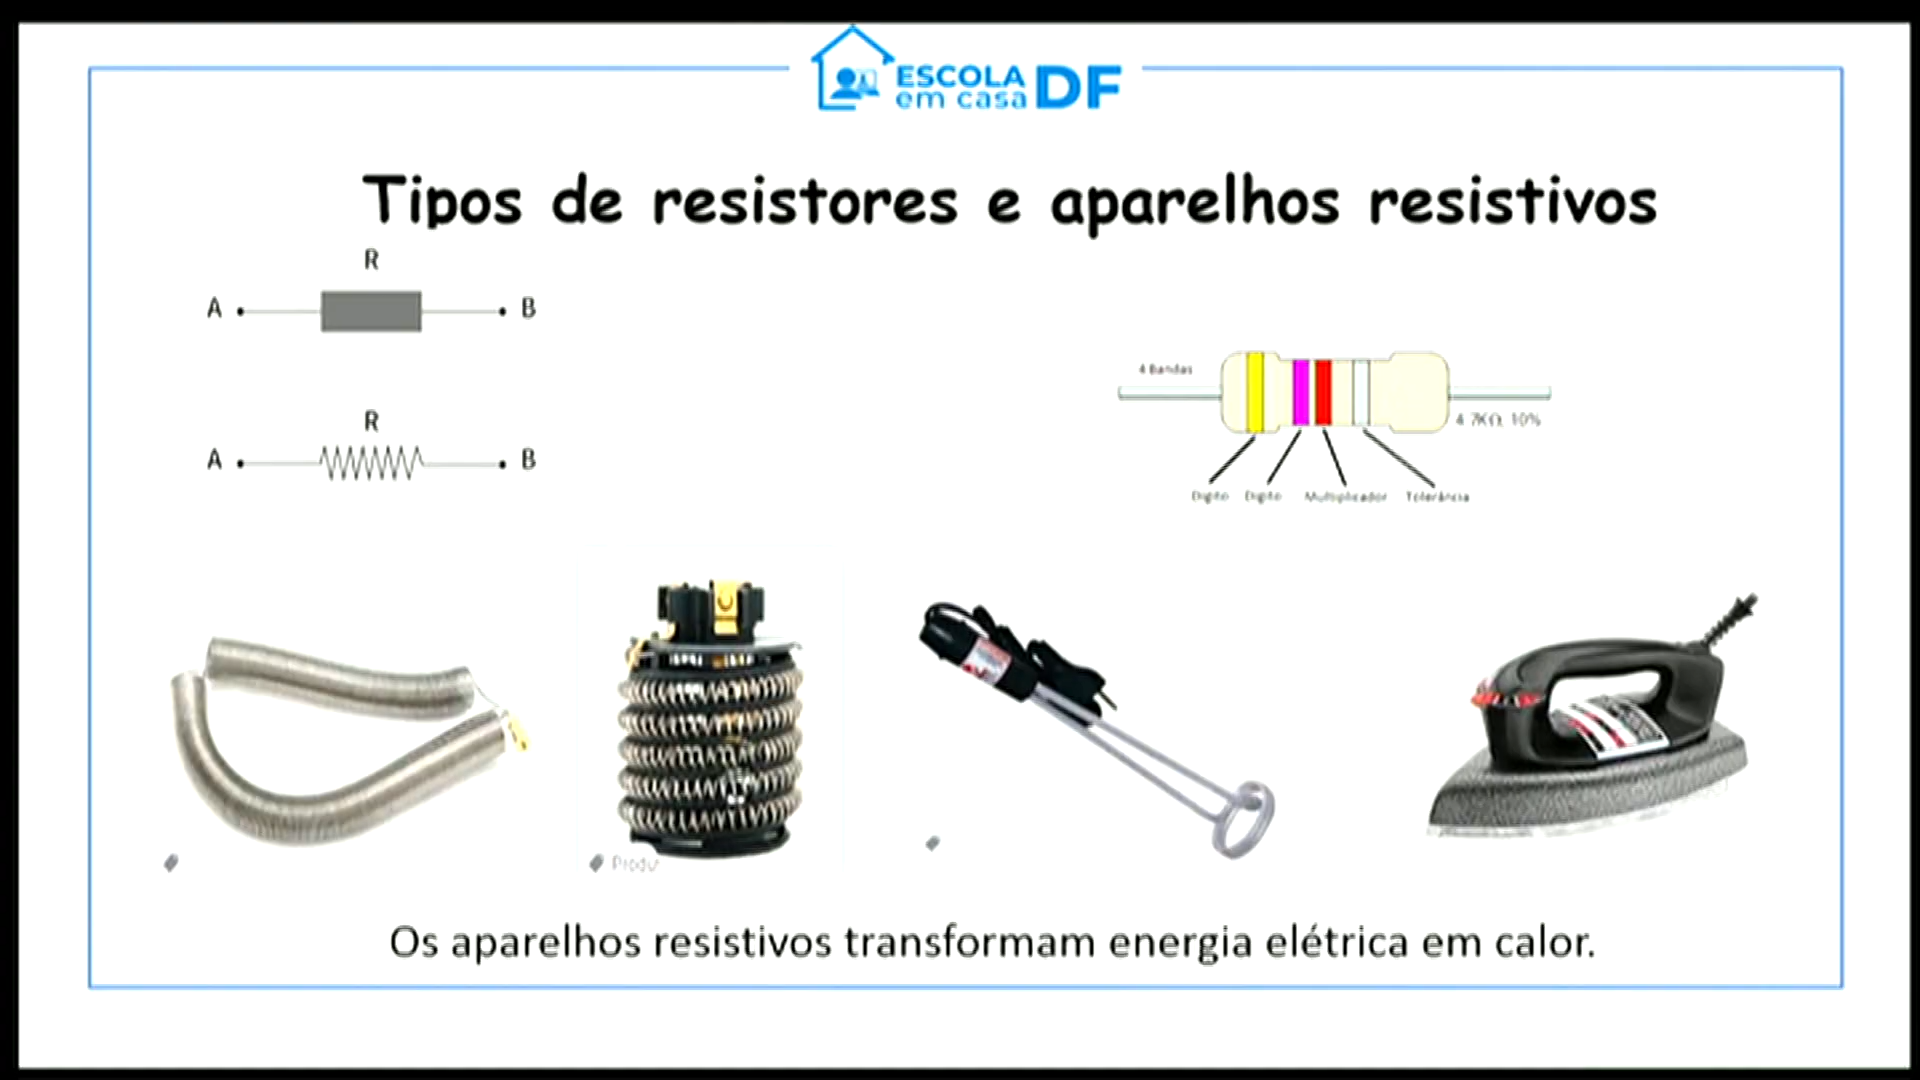 ESCOLA
em casa DF
Tipos de resistores e aparelhos resistivos
R
A B
R
A B
4 Bandas
4.7KΩ, 10%
Dígito Dígito Multiplicador Tolerância
Produ
Os aparelhos resistivos transformam energia elétrica em calor.